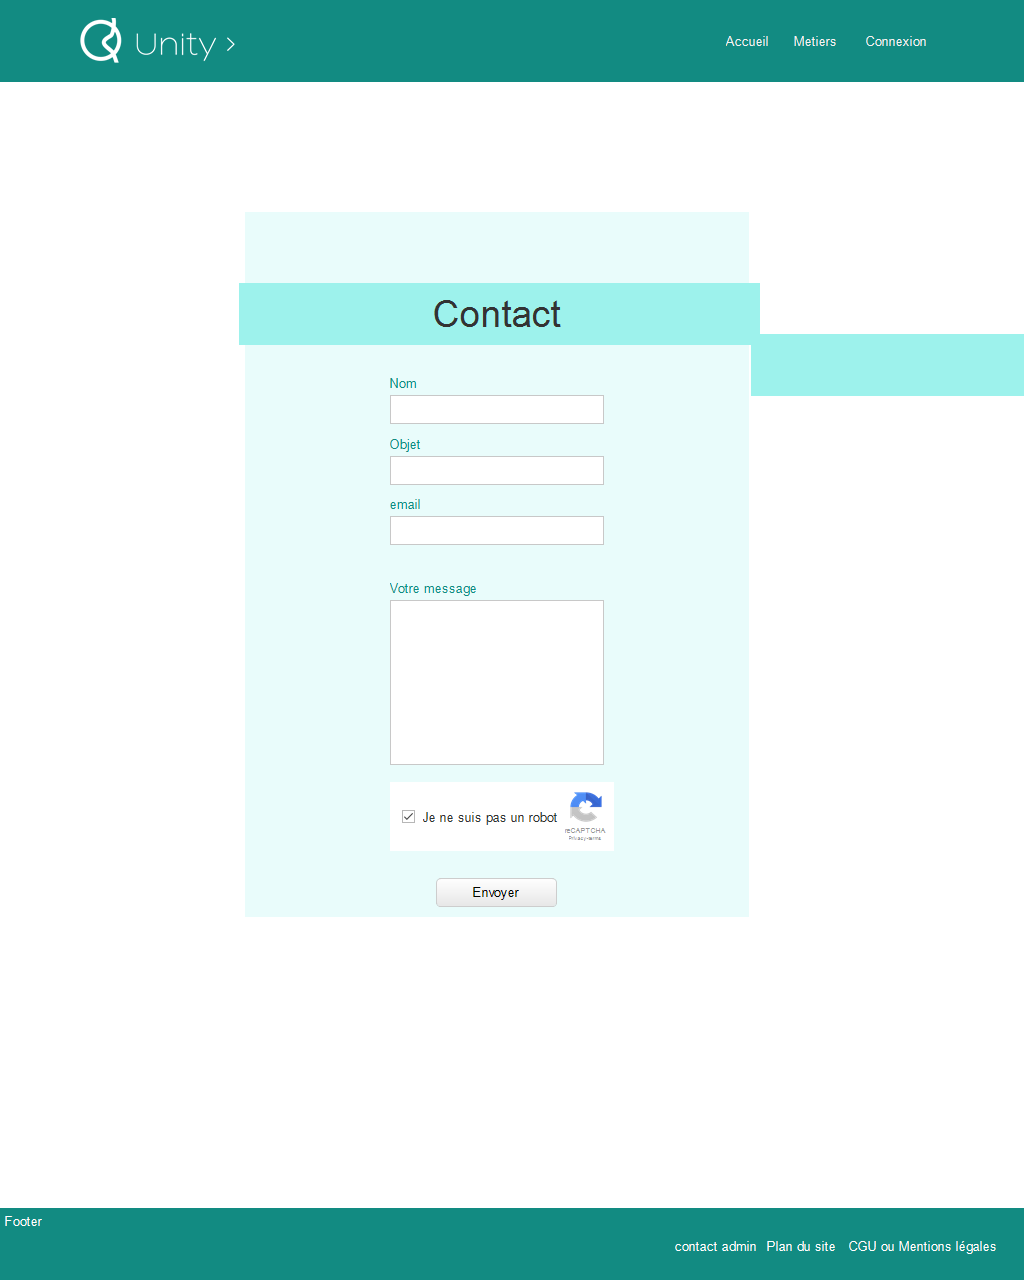 Unity >
Accueil Metiers Connexion
Contact
Nom
Objet
email
Votre message
Je ne suis pas un robot
reCAPTCHA
Privacy-terms
Envoyer
Footer
contact admin Plan du site CGU ou Mentions légales